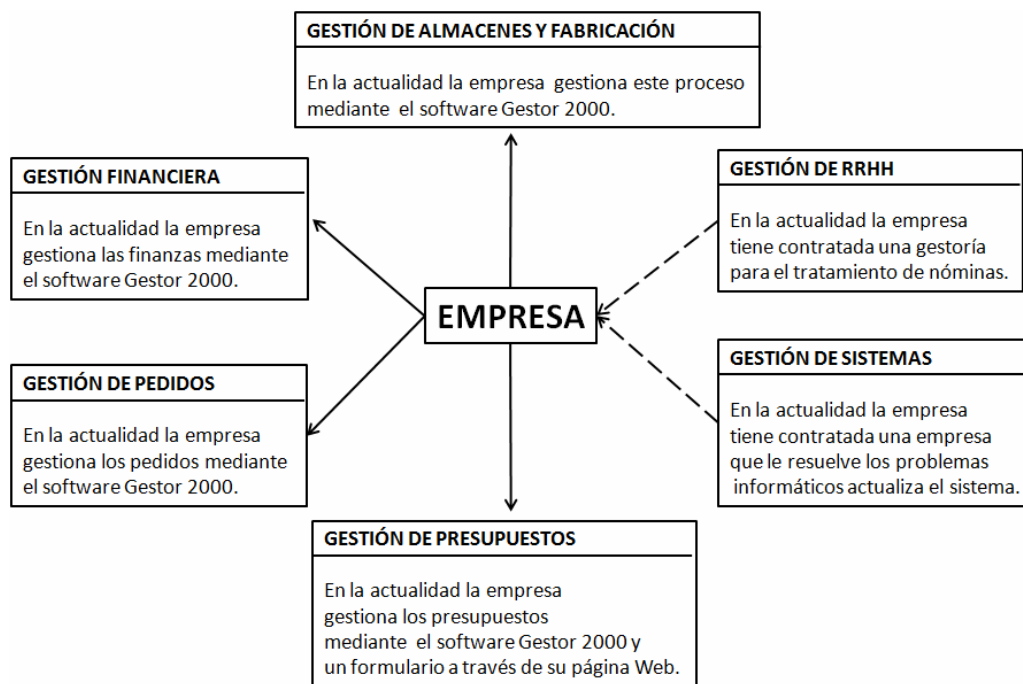 GESTIÓN DE ALMACENES Y FABRICACIÓN
En la actualidad la empresa gestiona este proceso
mediante el software Gestor 2000.
GESTIÓN FINANCIERA
En la actualidad la empresa
gestiona las finanzas mediante
el software Gestor 2000.
GESTIÓN DE RRHH
En la actualidad la empresa
tiene contratada una gestoría
para el tratamiento de nóminas.
EMPRESA
GESTIÓN DE PEDIDOS
En la actualidad la empresa
gestiona los pedidos mediante
el software Gestor 2000.
GESTIÓN DE SISTEMAS
En la actualidad la empresa
tiene contratada una empresa
que le resuelve los problemas
informáticos actualiza el sistema.
GESTIÓN DE PRESUPUESTOS
En la actualidad la empresa
gestiona los presupuestos
mediante el software Gestor 2000 y
un formulario a través de su página Web.